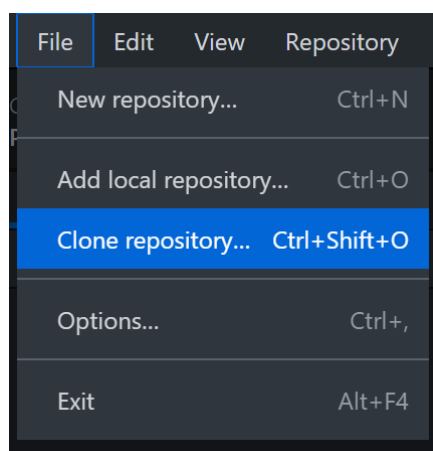 File Edit View Repository
New repository... Ctrl+N
Add local repository... Ctrl+O
Clone repository... Ctrl+Shift+O
Options... Ctrl+,
Exit Alt+F4